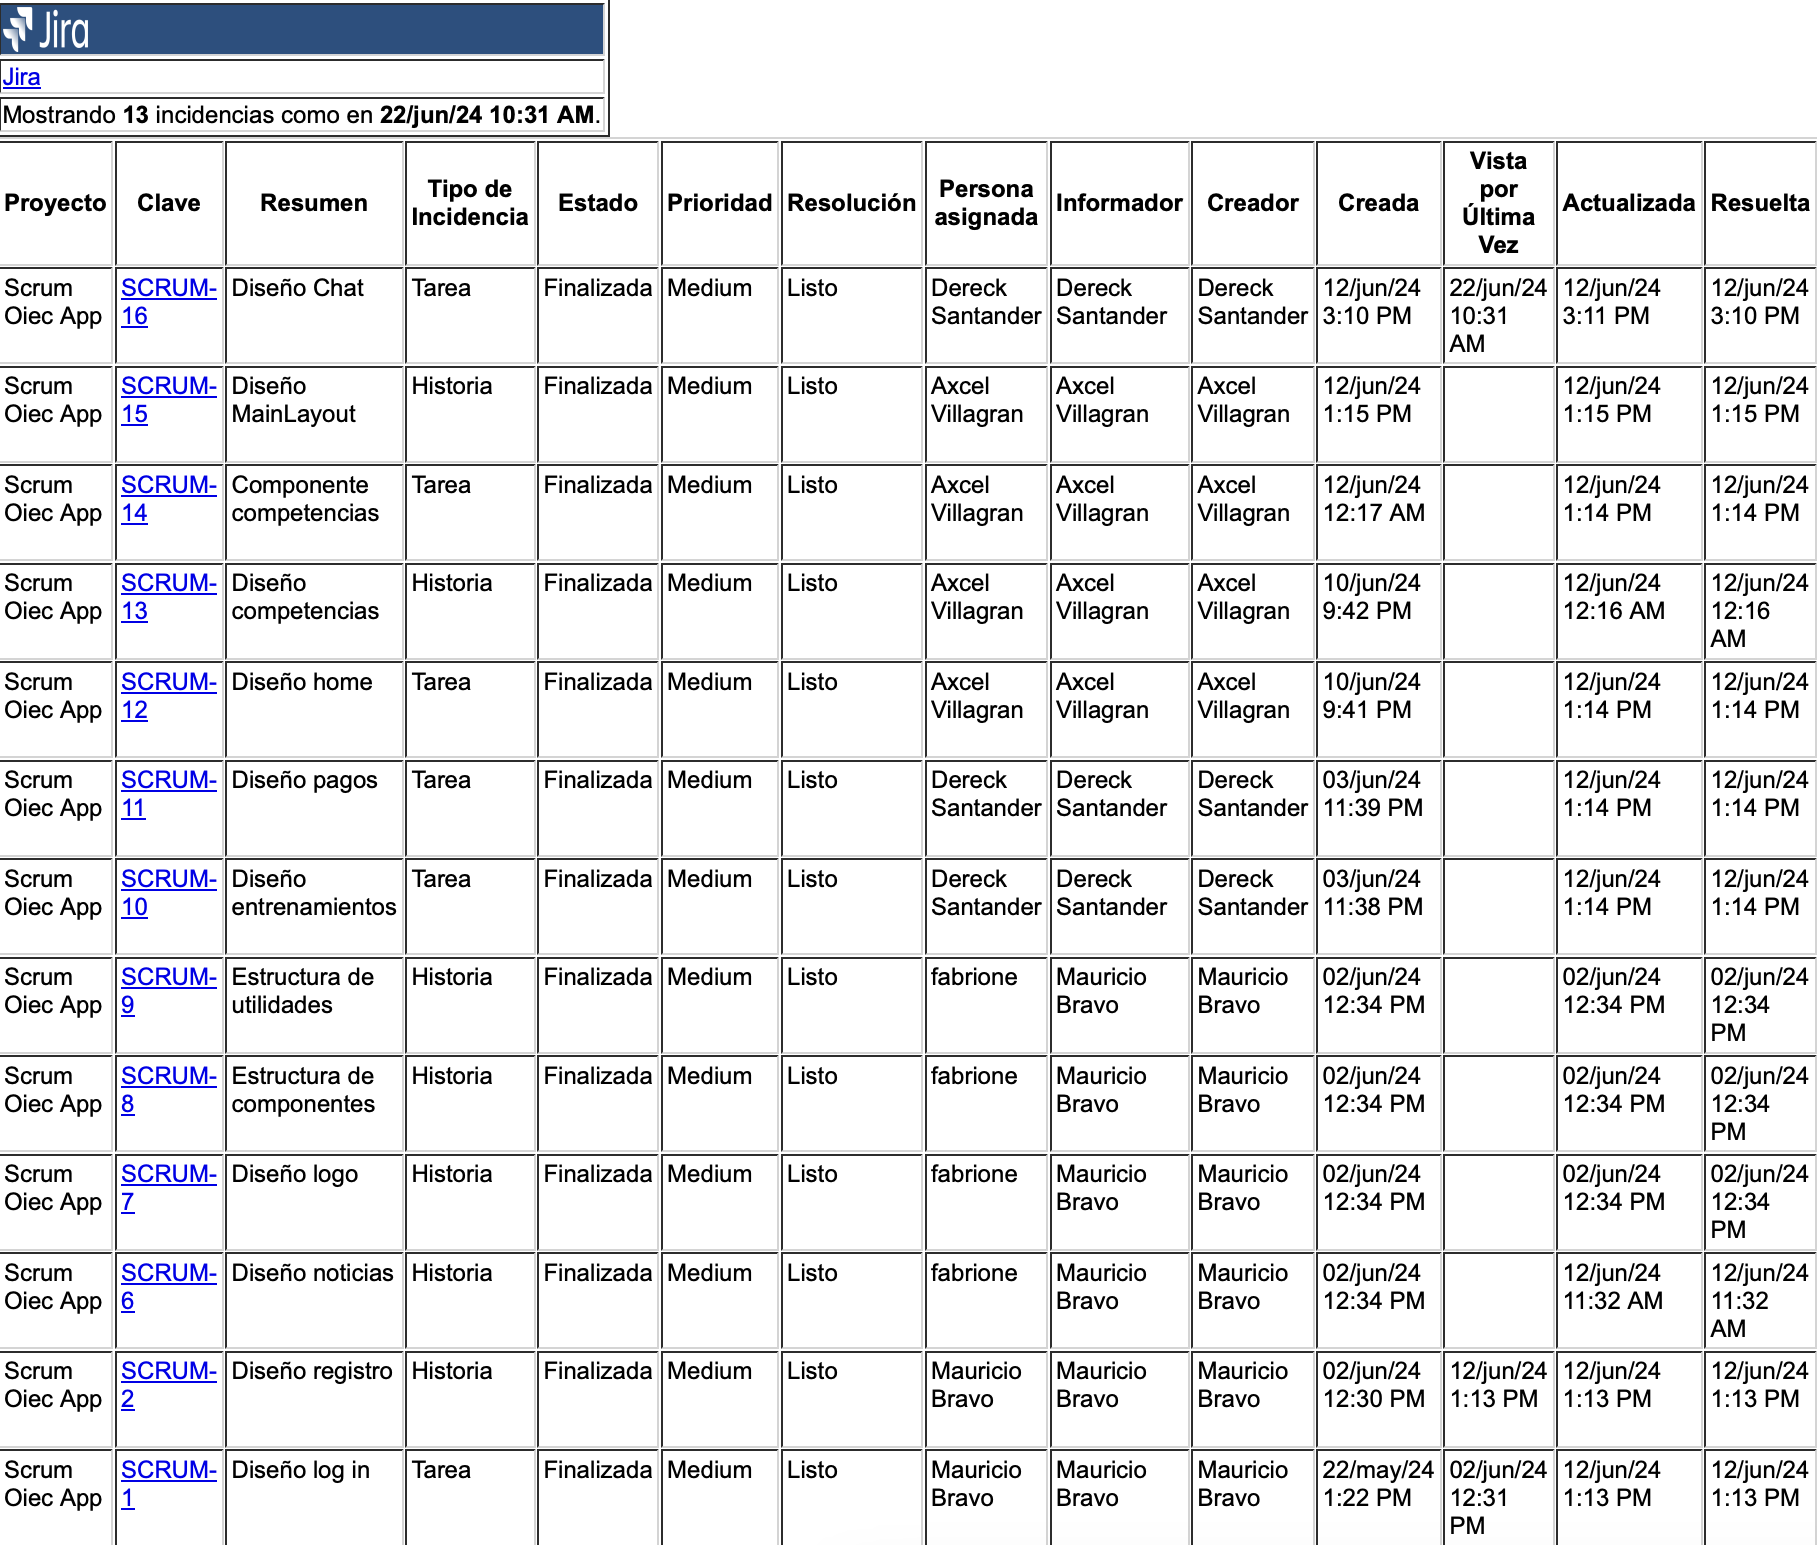 Jira
Jira
Mostrando 13 incidencias como en 22/jun/24 10:31 AM.
Proyecto Clave Resumen Tipo de Incidencia Estado Prioridad Resolución Persona asignada Informador Creador Creada Vista por Última Vez Actualizada Resuelta
Scrum Oiec App SCRUM-16 Diseño Chat Tarea Finalizada Medium Listo Dereck Santander Dereck Santander Dereck Santander 12/jun/24 3:10 PM 22/jun/24 10:31 AM 12/jun/24 3:11 PM 12/jun/24 3:10 PM
Scrum Oiec App SCRUM-15 Diseño MainLayout Historia Finalizada Medium Listo Axcel Villagran Axcel Villagran Axcel Villagran 12/jun/24 1:15 PM 12/jun/24 1:15 PM 12/jun/24 1:15 PM
Scrum Oiec App SCRUM-14 Componente competencias Tarea Finalizada Medium Listo Axcel Villagran Axcel Villagran Axcel Villagran 12/jun/24 12:17 AM 12/jun/24 1:14 PM 12/jun/24 1:14 PM
Scrum Oiec App SCRUM-13 Diseño competencias Historia Finalizada Medium Listo Axcel Villagran Axcel Villagran Axcel Villagran 10/jun/24 9:42 PM 12/jun/24 12:16 AM 12/jun/24 12:16 AM
Scrum Oiec App SCRUM-12 Diseño home Tarea Finalizada Medium Listo Axcel Villagran Axcel Villagran Axcel Villagran 10/jun/24 9:41 PM 12/jun/24 1:14 PM 12/jun/24 1:14 PM
Scrum Oiec App SCRUM-11 Diseño pagos Tarea Finalizada Medium Listo Dereck Santander Dereck Santander Dereck Santander 03/jun/24 11:39 PM 12/jun/24 1:14 PM 12/jun/24 1:14 PM
Scrum Oiec App SCRUM-10 Diseño entrenamientos Tarea Finalizada Medium Listo Dereck Santander Dereck Santander Dereck Santander 03/jun/24 11:38 PM 12/jun/24 1:14 PM 12/jun/24 1:14 PM
Scrum Oiec App SCRUM-9 Estructura de utilidades Historia Finalizada Medium Listo fabrione Mauricio Bravo Mauricio Bravo 02/jun/24 12:34 PM 02/jun/24 12:34 PM 02/jun/24 12:34 PM
Scrum Oiec App SCRUM-8 Estructura de componentes Historia Finalizada Medium Listo fabrione Mauricio Bravo Mauricio Bravo 02/jun/24 12:34 PM 02/jun/24 12:34 PM 02/jun/24 12:34 PM
Scrum Oiec App SCRUM-7 Diseño logo Historia Finalizada Medium Listo fabrione Mauricio Bravo Mauricio Bravo 02/jun/24 12:34 PM 02/jun/24 12:34 PM 02/jun/24 12:34 PM
Scrum Oiec App SCRUM-6 Diseño noticias Historia Finalizada Medium Listo fabrione Mauricio Bravo Mauricio Bravo 02/jun/24 12:34 PM 12/jun/24 11:32 AM 12/jun/24 11:32 AM
Scrum Oiec App SCRUM-2 Diseño registro Historia Finalizada Medium Listo Mauricio Bravo Mauricio Bravo Mauricio Bravo 02/jun/24 12:30 PM 12/jun/24 1:13 PM 12/jun/24 1:13 PM 12/jun/24 1:13 PM
Scrum Oiec App SCRUM-1 Diseño log in Tarea Finalizada Medium Listo Mauricio Bravo Mauricio Bravo Mauricio Bravo 22/may/24 1:22 PM 02/jun/24 12:31 PM 12/jun/24 1:13 PM 12/jun/24 1:13 PM